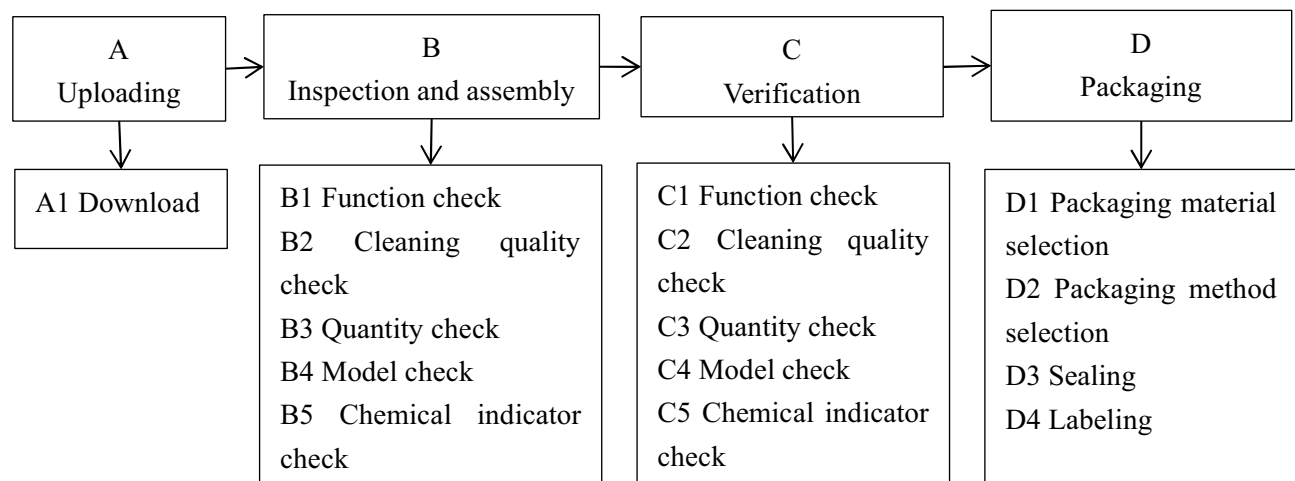 A
Uploading
B
Inspection and assembly
C
Verification
D
Packaging
A1 Download
B1 Function check
B2 Cleaning quality
check
B3 Quantity check
B4 Model check
B5 Chemical indicator
check
C1 Function check
C2 Cleaning quality
check
C3 Quantity check
C4 Model check
C5 Chemical indicator
check
D1 Packaging material
selection
D2 Packaging method
selection
D3 Sealing
D4 Labeling